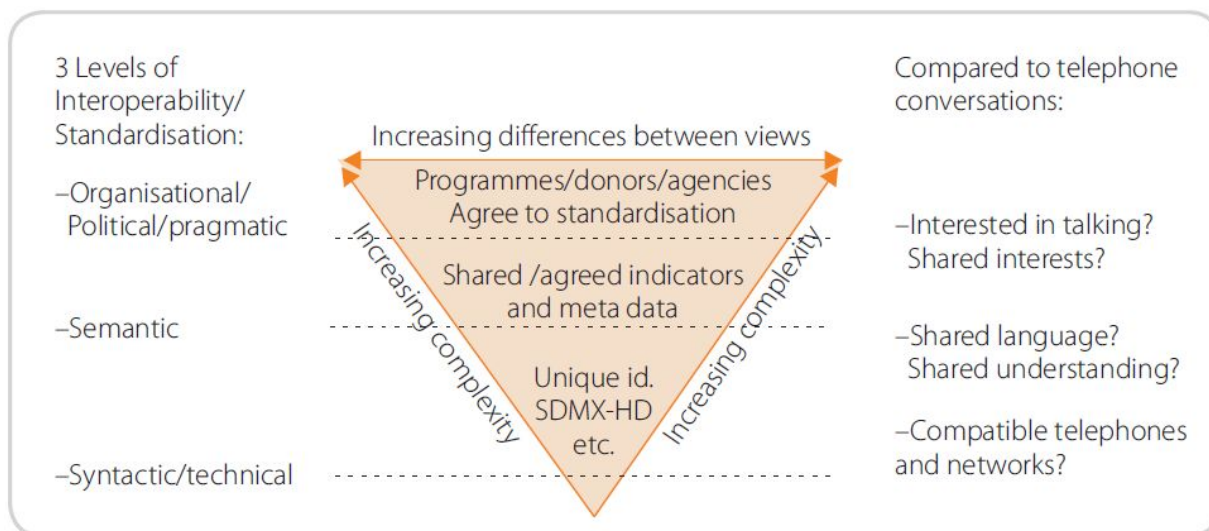 3 Levels of
Interoperability/
Standardisation:
–Organisational/
Political/pragmatic
–Semantic
–Syntactic/technical
Increasing differences between views
Programmes/donors/agencies
Agree to standardisation
Shared /agreed indicators
and meta data
Unique id.
SDMX-HD
etc.
Increasing complexity
Increasing complexity
Compared to telephone
conversations:
–Interested in talking?
Shared interests?
–Shared language?
Shared understanding?
–Compatible telephones
and networks?